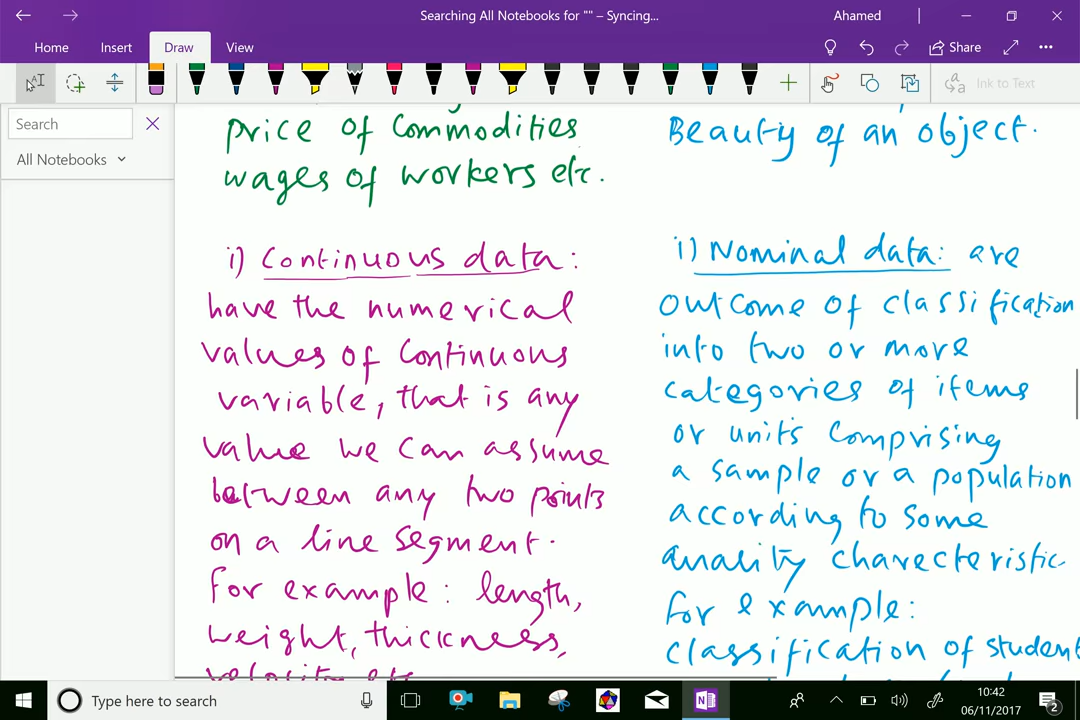 Searching All Notebooks for "" – Syncing...
Ahamed
Home
Insert
Draw
View
Share
Ink to Text
Search
All Notebooks
price of Commodities
wages of workers etc.
i) Continuous data:
have the numerical
values of Continuous
variable, that is any
value we can assume
between any two points
on a line segment.
for example: length,
weight, thickness,
velocity etc
Beauty of an object.
i) Nominal data: are
outcome of classification
into two or more
categories of items
or units comprising
a sample or a population
according to some
quality charecteristic
for example:
classification of student
Type here to search
10:42
06/11/2017
2